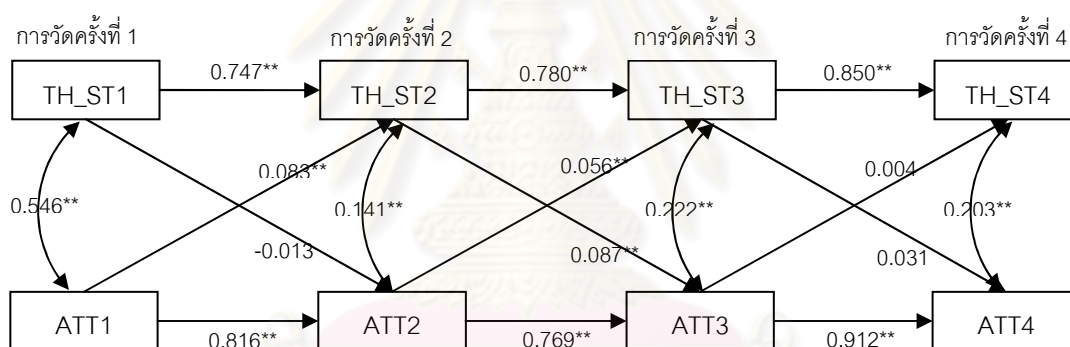 การวัดครั้งที่ 1
การวัดครั้งที่ 2
การวัดครั้งที่ 3
การวัดครั้งที่ 4
0.747**
0.780**
0.850**
TH_ST1
TH_ST2
TH_ST3
TH_ST4
0.083**
0.056**
0.004
0.546**
0.141**
0.222**
0.203**
-0.013
0.087**
0.031
ATT1
ATT2
ATT3
ATT4
0.816**
0.769**
0.912**